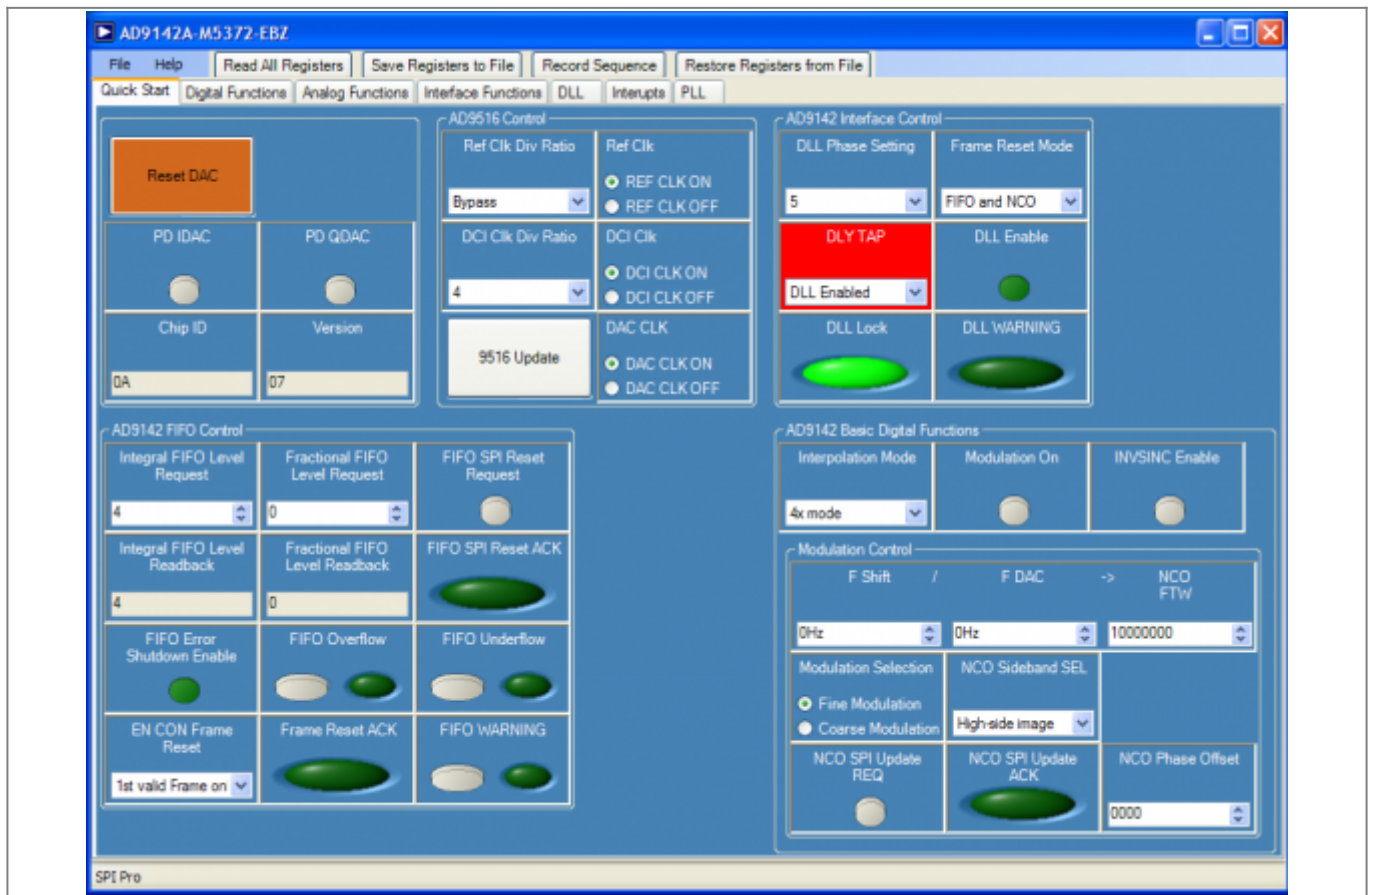 AD9142A-M5372-EBZ
File Help Read All Registers Save Registers to File Record Sequence Restore Registers from File
Quick Start Digital Functions Analog Functions Interface Functions DLL Interupts PLL
Reset DAC
PD IDAC PD QDAC
Chip ID Version
0A 07
AD9516 Control
Ref Clk Div Ratio Ref Clk
REF CLK ON
Bypass REF CLK OFF
DCI Clk Div Ratio DCI Clk
DCI CLK ON
4 DCI CLK OFF
DAC CLK
9516 Update DAC CLK ON
DAC CLK OFF
AD9142 Interface Control
DLL Phase Setting Frame Reset Mode
5 FIFO and NCO
DLY TAP DLL Enable
DLL Enabled
DLL Lock DLL WARNING
AD9142 FIFO Control
Integral FIFO Level Fractional FIFO FIFO SPI Reset
Request Level Request Request
4 0
Integral FIFO Level Fractional FIFO FIFO SPI Reset ACK
Readback Level Readback
4 0
FIFO Error FIFO Overflow FIFO Underflow
Shutdown Enable
EN CON Frame Frame Reset ACK FIFO WARNING
Reset
1st valid Frame on
AD9142 Basic Digital Functions
Interpolation Mode Modulation On INVSINC Enable
4x mode
Modulation Control
F Shift / F DAC -> NCO
FTW
0Hz 0Hz 10000000
Modulation Selection NCO Sideband SEL
Fine Modulation
Coarse Modulation High-side image
NCO SPI Update NCO SPI Update NCO Phase Offset
REQ ACK
0000
SPI Pro